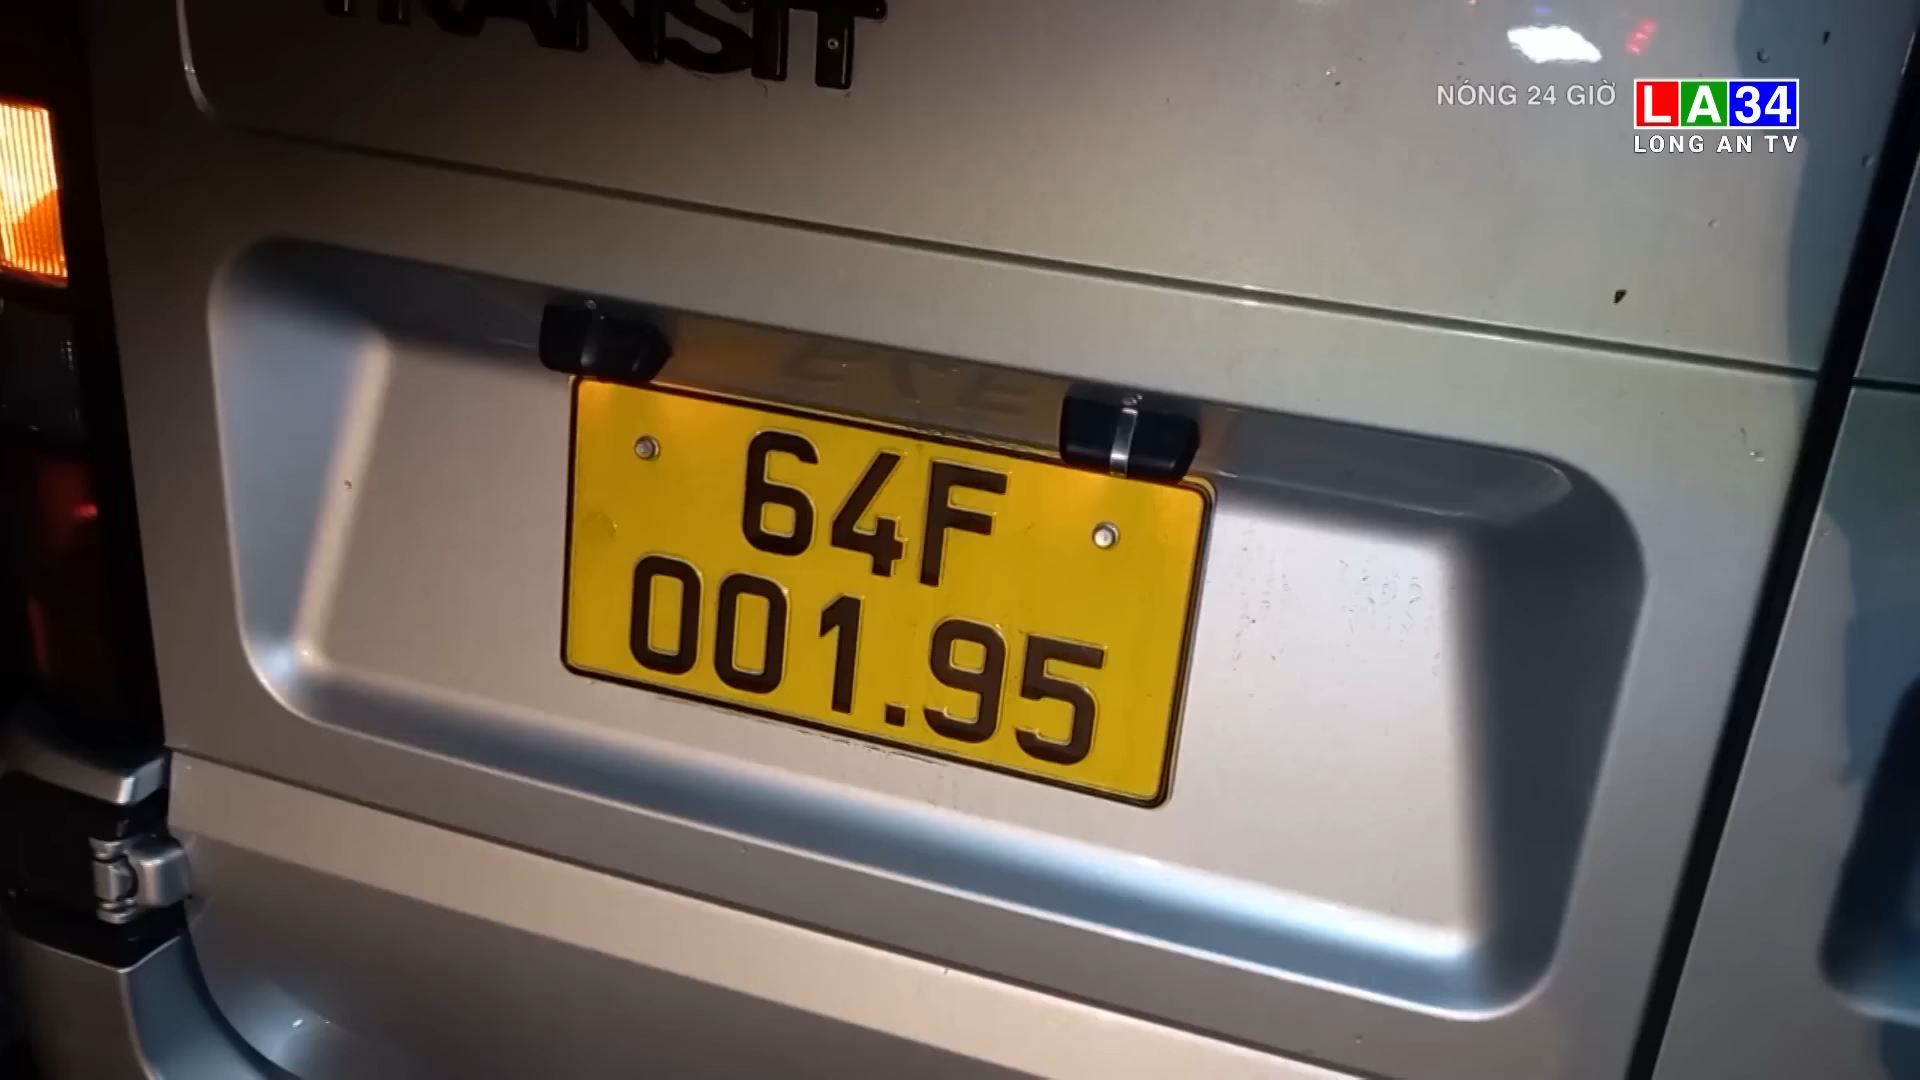 TRANSIT
NÓNG 24 GIỜ
LA34
LONG AN TV
64F
001.95